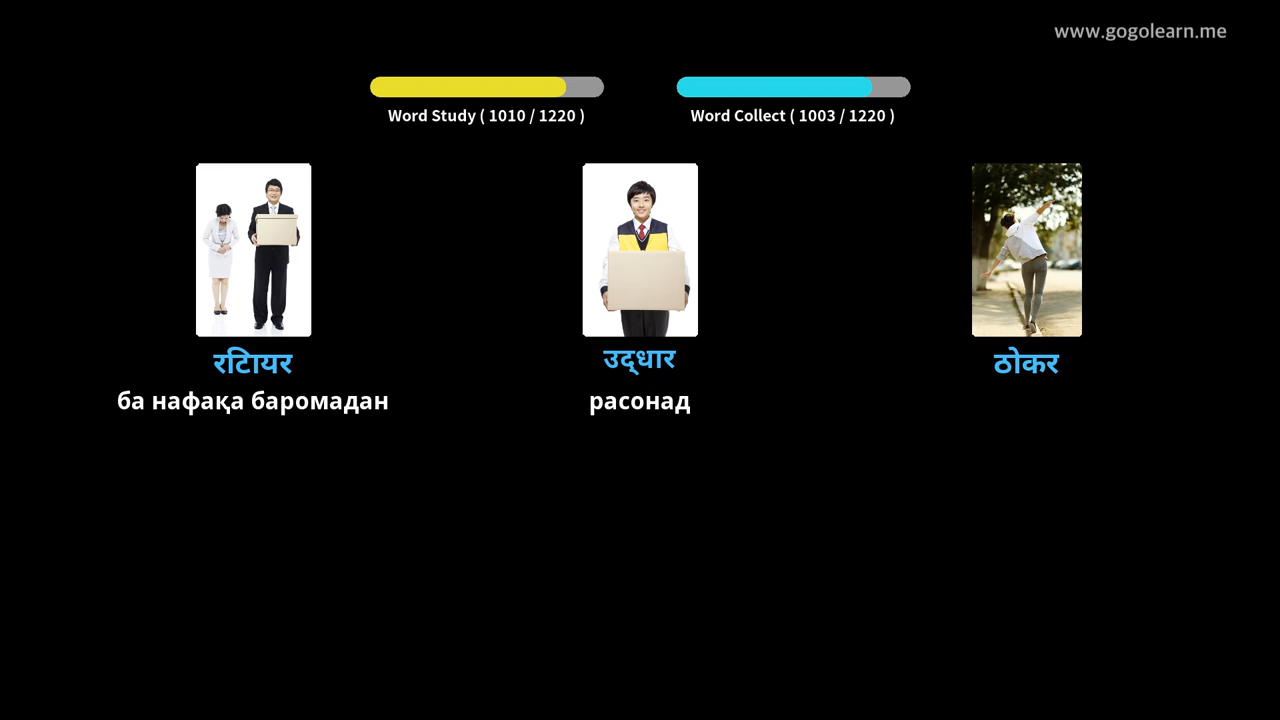 www.gogolearn.me
Word Study ( 1010 / 1220 )
Word Collect ( 1003 / 1220 )
रटिायर
उद्धार
ठोकर
ба нафақа баромадан
расонад